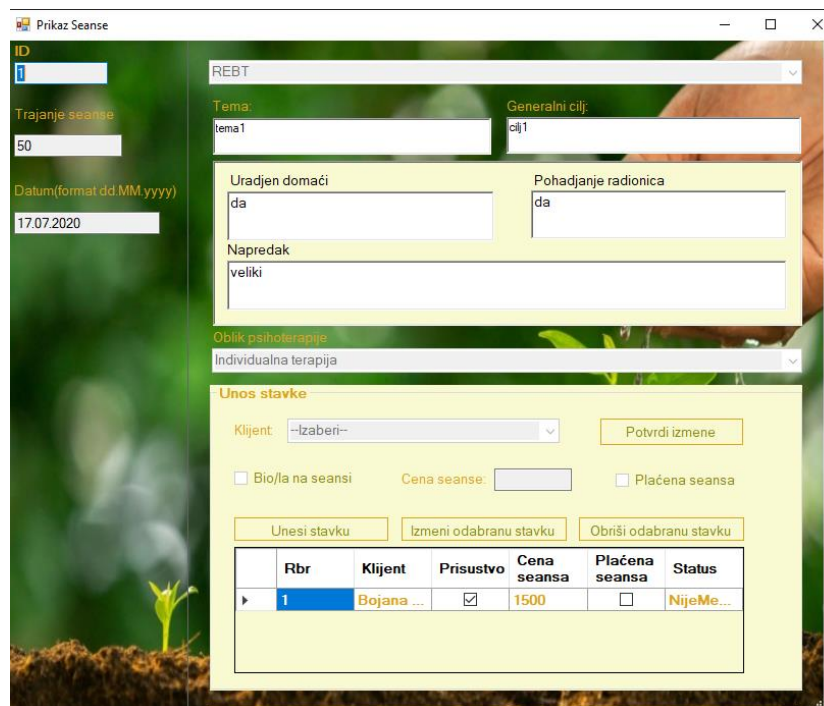 Prikaz Seanse
ID
1
Trajanje seanse
50
Datum(format dd.MM.yyyy)
17.07.2020
REBT
Tema:
tema1
Generalni cilj:
cilj1
Uradjen domaći
da
Pohadjanje radionica
da
Napredak
veliki
Oblik psihoterapije
Individualna terapija
Unos stavke
Klijent: --Izaberi--
Potvrdi izmene
Bio/la na seansi
Cena seanse:
Plaćena seansa
Unesi stavku
Izmeni odabranu stavku
Obriši odabranu stavku
Rbr Klijent Prisustvo Cena seansa Plaćena seansa Status
1 Bojana ... 1500 NijeMe...